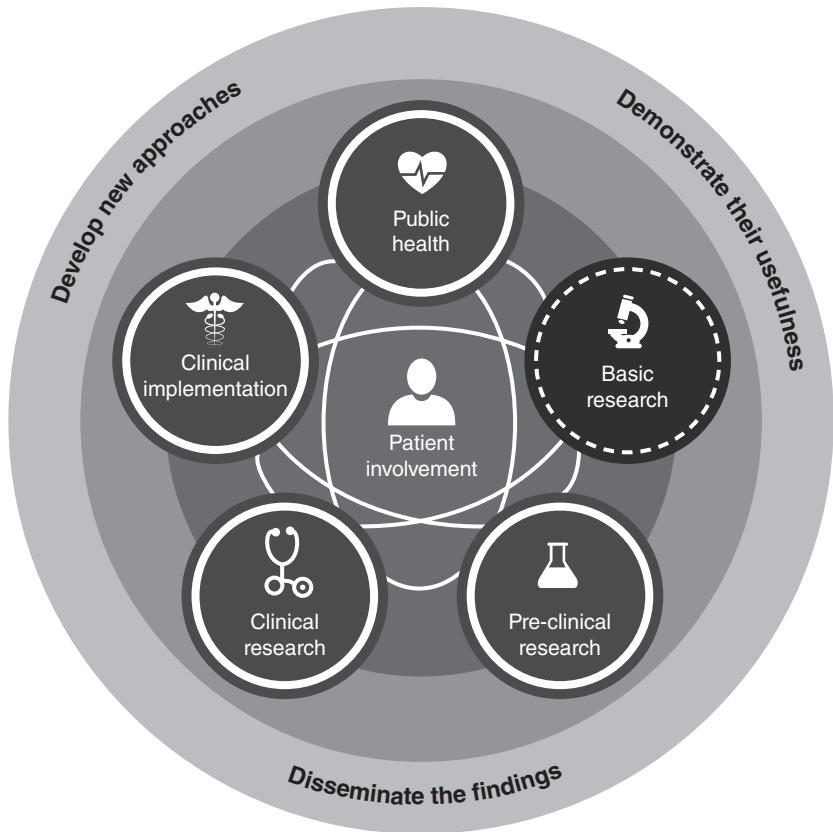 Develop new approaches
Demonstrate their usefulness
Public
health
Clinical
implementation
Basic
research
Patient
involvement
Clinical
research
Pre-clinical
research
Disseminate the findings